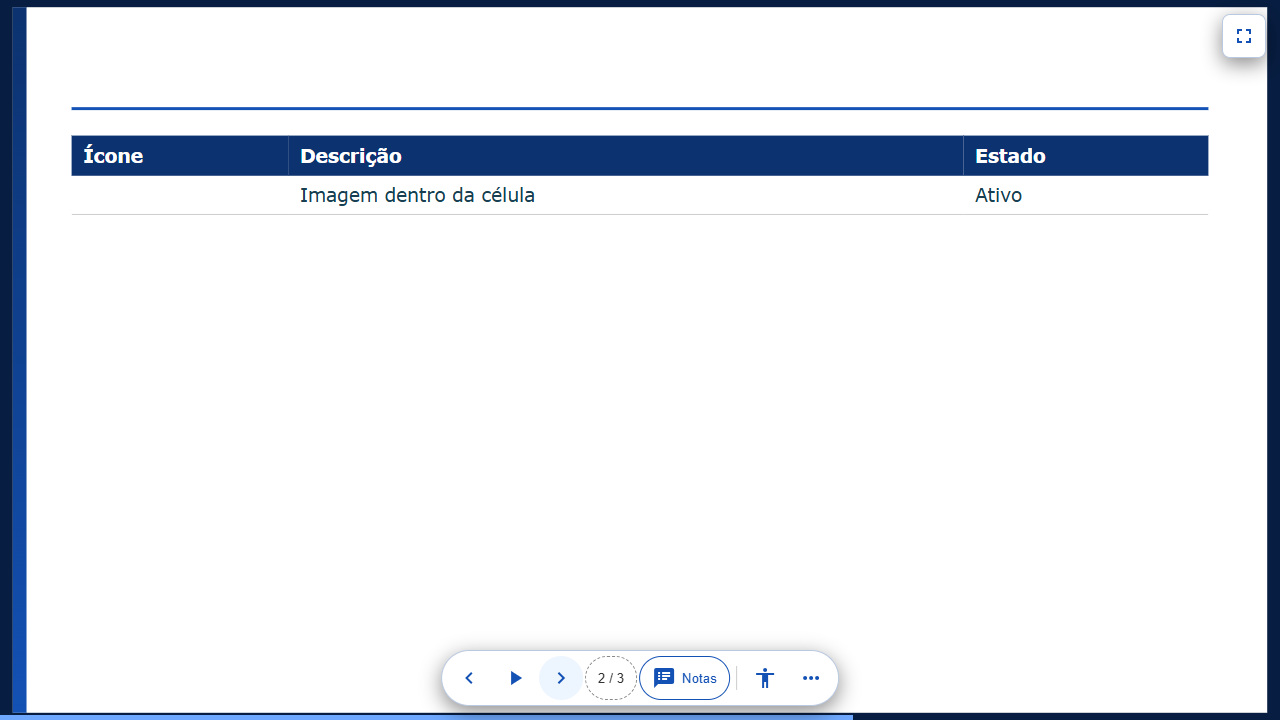 Ícone Descrição Estado
Imagem dentro da célula Ativo
2 / 3 Notas